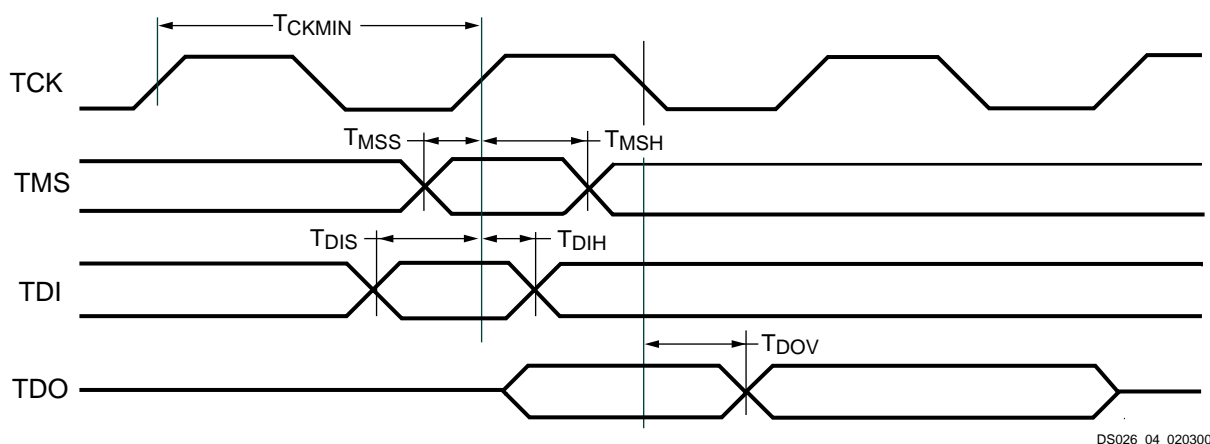 TCKMIN
TCK
TMSS
TMSH
TMS
TDIS
TDIH
TDI
TDOV
TDO
DS026_04_020300